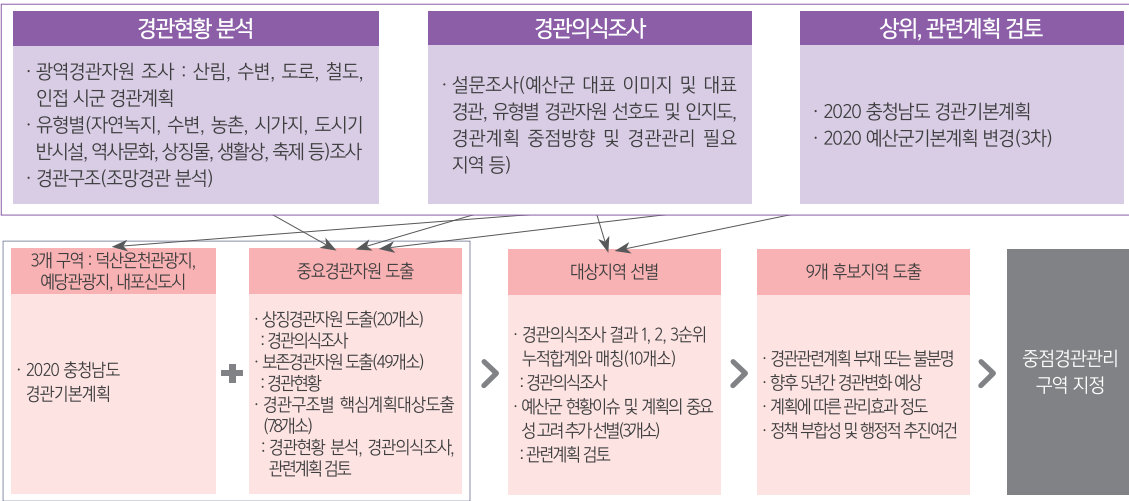 경관현황 분석
· 광역경관자원 조사 : 산림, 수변, 도로, 철도,
인접 시군 경관계획
· 유형별(자연녹지, 수변, 농촌, 시가지, 도시기
반시설, 역사문화, 상징물, 생활상, 축제 등)조사
· 경관구조(조망경관 분석)
경관의식조사
· 설문조사(예산군 대표 이미지 및 대표
경관, 유형별 경관자원 선호도 및 인지도,
경관계획 중점방향 및 경관관리 필요
지역 등)
상위, 관련계획 검토
· 2020 충청남도 경관기본계획
· 2020 예산군기본계획 변경(3차)
3개 구역 : 덕산온천관광지,
예당관광지, 내포신도시
· 2020 충청남도
경관기본계획
중요경관자원 도출
· 상징경관자원 도출(20개소)
: 경관의식조사
· 보존경관자원 도출(49개소)
: 경관현황
· 경관구조별 핵심계획대상도출
(78개소)
: 경관현황 분석, 경관의식조사,
관련계획 검토
대상지역 선별
· 경관의식조사 결과 1, 2, 3순위
누적합계와 매칭(10개소)
: 경관의식조사
· 예산군 현황이슈 및 계획의 중요
성 고려 추가 선별(3개소)
: 관련계획 검토
9개 후보지역 도출
· 경관관련계획 부재 또는 불분명
· 향후 5년간 경관변화 예상
· 계획에 따른 관리효과 정도
· 정책 부합성 및 행정적 추진여건
중점경관관리
구역 지정